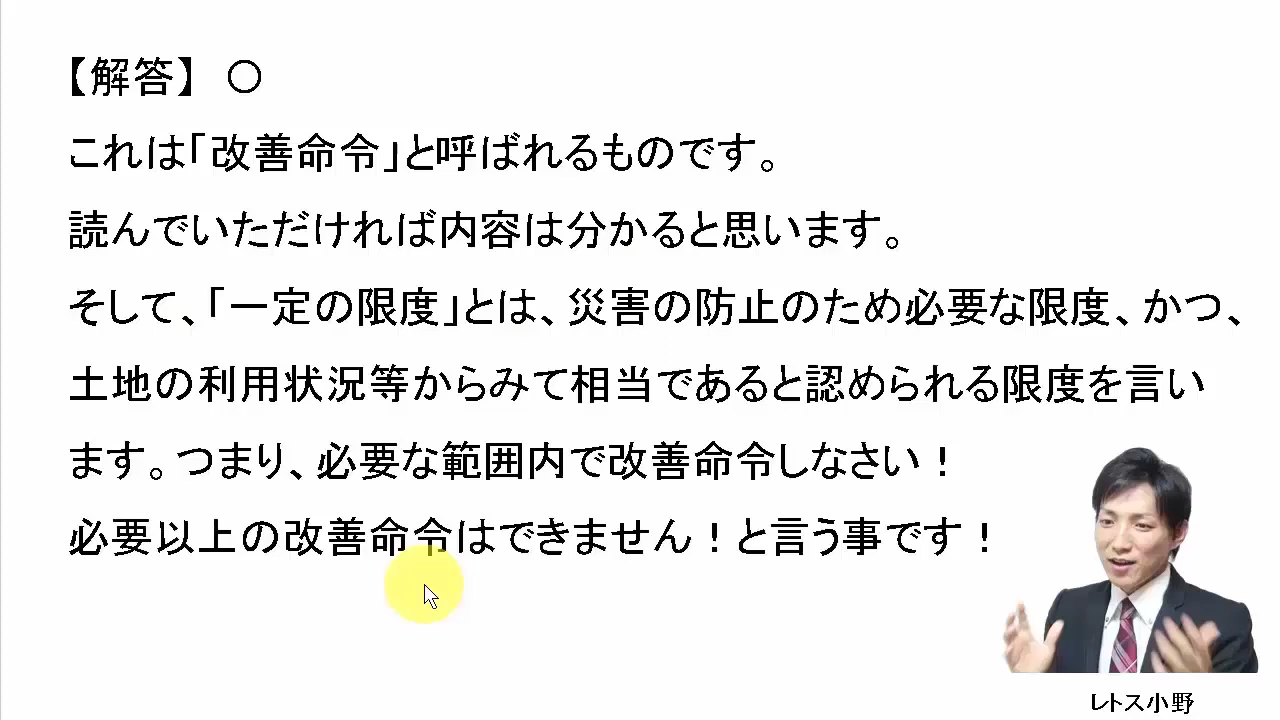 【解答】 ○
これは「改善命令」と呼ばれるものです。
読んでいただければ内容は分かると思います。
そして、「一定の限度」とは、災害の防止のため必要な限度、かつ、
土地の利用状況等からみて相当であると認められる限度を言い
ます。つまり、必要な範囲内で改善命令しなさい！
必要以上の改善命令はできません！と言う事です！
レトス小野